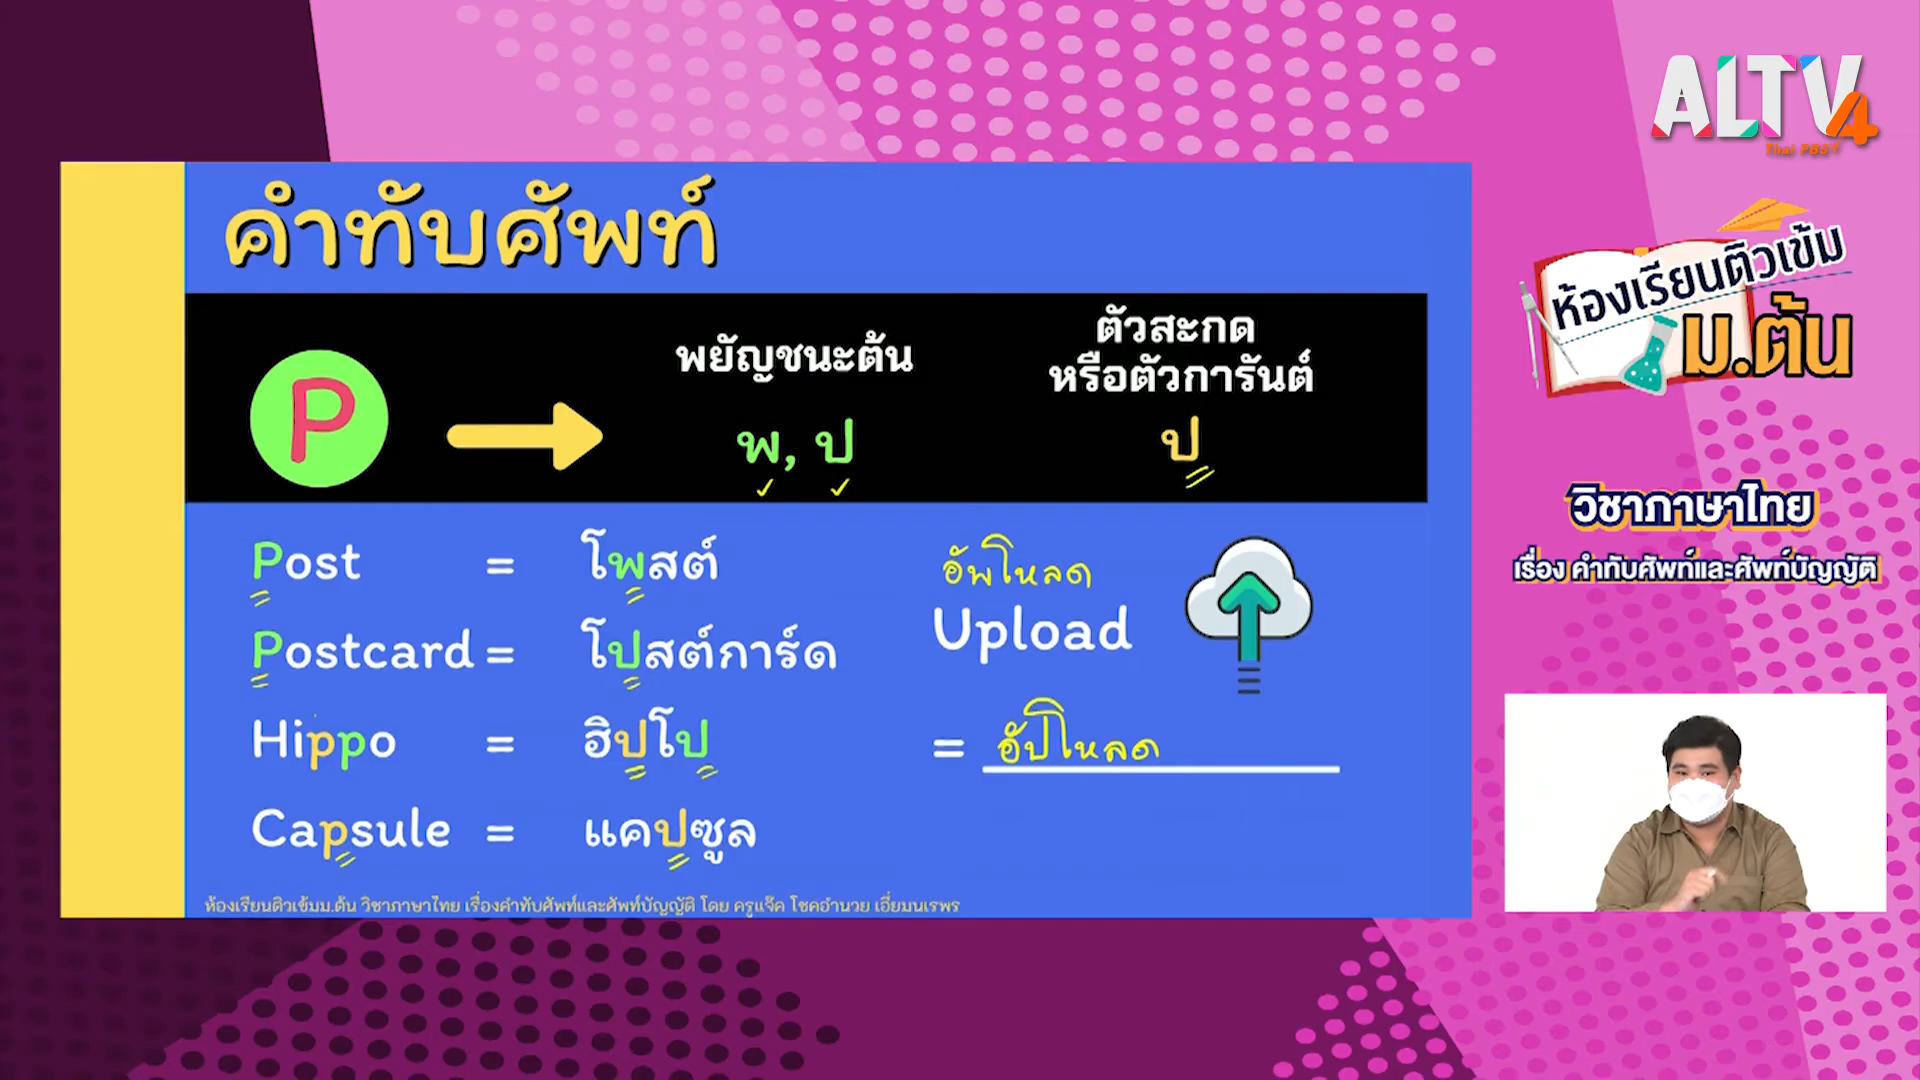 ALTV4
Thai PBS
ห้องเรียนติวเข้ม
ม.ต้น
วิชาภาษาไทย
เรื่อง คำทับศัพท์และศัพท์บัญญัติ
คำทับศัพท์
P
พยัญชนะต้น
พ, ป
ตัวสะกด
หรือตัวการันต์
ป
Post = โพสต์
Postcard = โปสต์การ์ด
Hippo = ฮิปโป
Capsule = แคปซูล
อัพโหลด
Upload
= อัปโหลด
ห้องเรียนติวเข้มม.ต้น วิชาภาษาไทย เรื่องคำทับศัพท์และศัพท์บัญญัติ โดย ครูแจ็ค โชคอำนวย เอี่ยมนเรพร